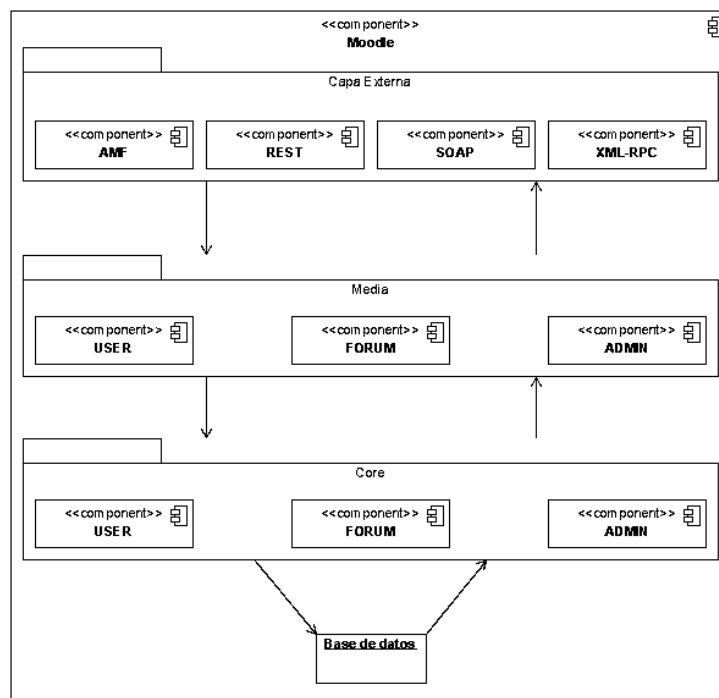 <<component>>
Moodle
Capa Externa
<<component>> <<component>> <<component>> <<component>>
AMF REST SOAP XML-RPC
Media
<<component>> <<component>> <<component>>
USER FORUM ADMIN
Core
<<component>> <<component>> <<component>>
USER FORUM ADMIN
Base de datos